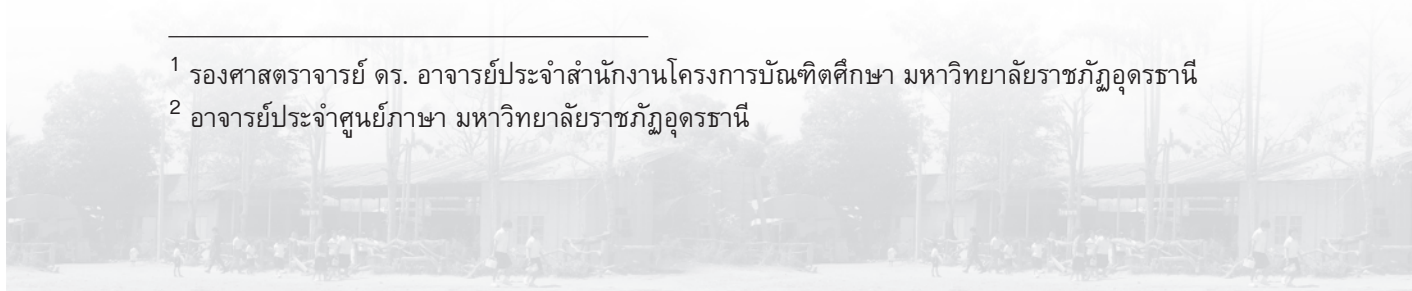 1 รองศาสตราจารย์ ดร. อาจารย์ประจำสำนักงานโครงการบัณฑิตศึกษา มหาวิทยาลัยราชภัฏอุดรธานี
2 อาจารย์ประจำศูนย์ภาษา มหาวิทยาลัยราชภัฏอุดรธานี